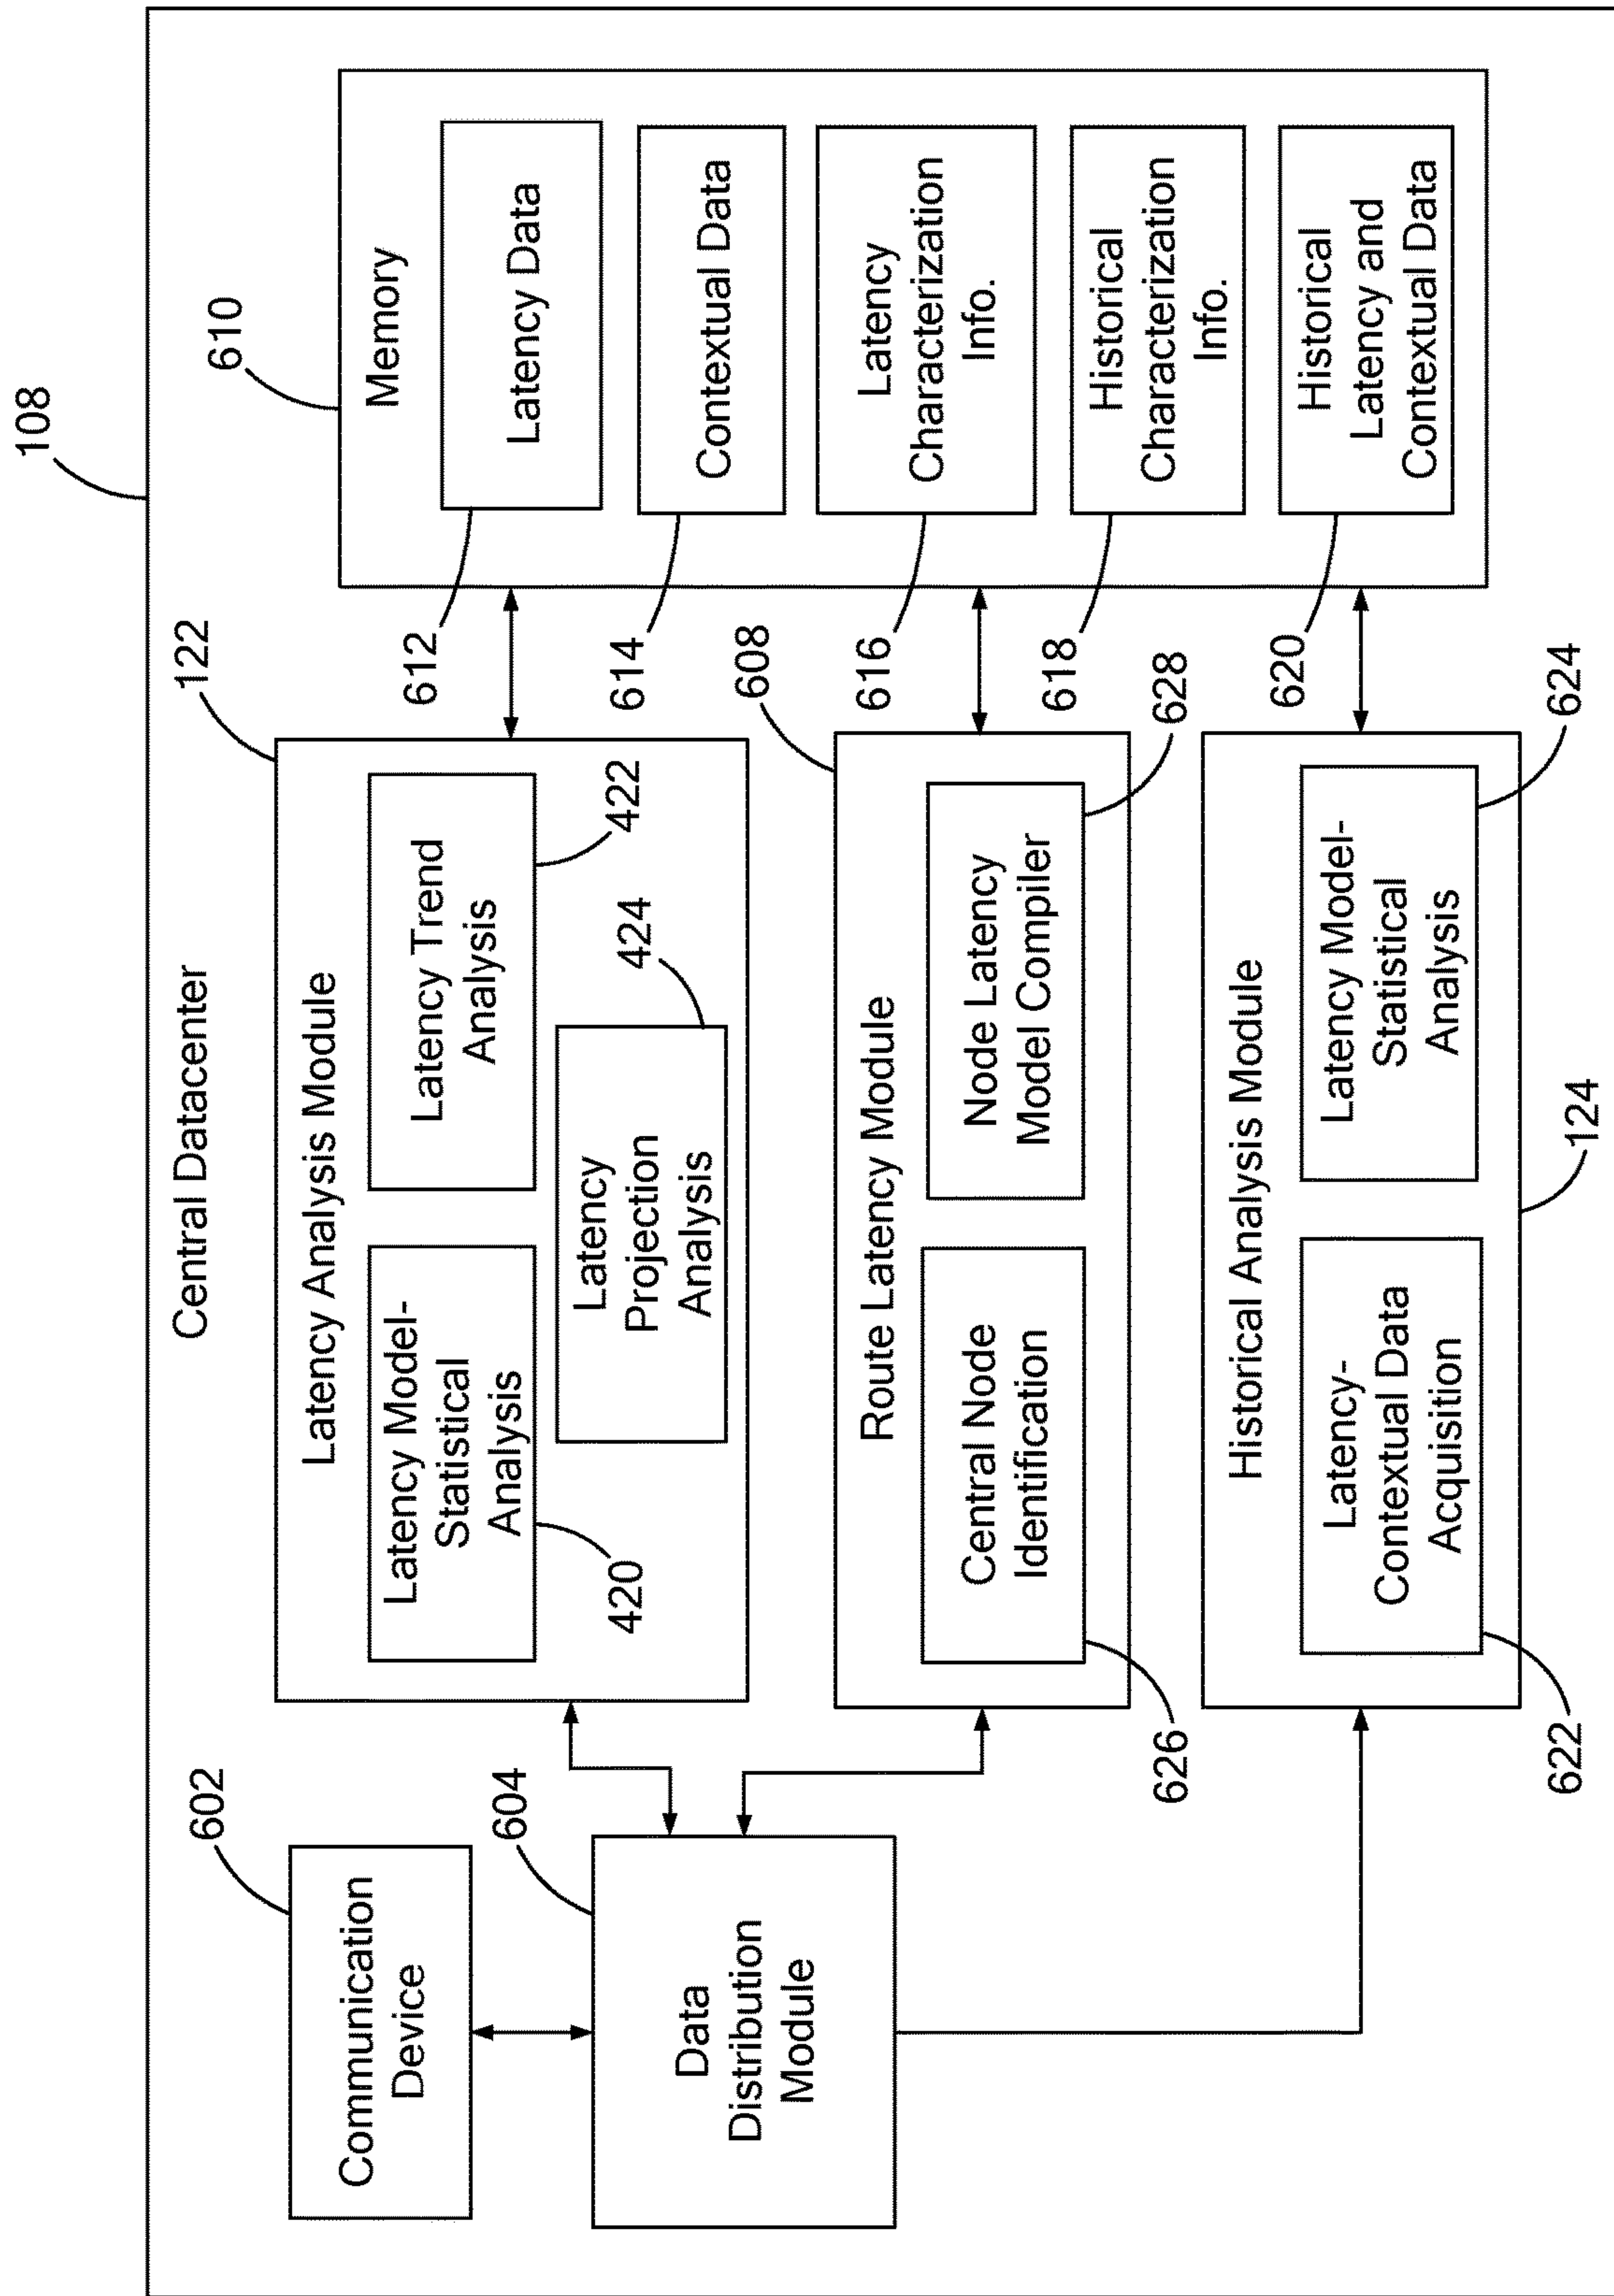 108
Central Datacenter
602
Communication
Device
604
Data
Distribution
Module
122
Latency Analysis Module
Latency Model-
Statistical
Analysis
420
Latency Trend
Analysis
422
Latency
Projection
Analysis
424
608
Route Latency Module
Central Node
Identification
626
Node Latency
Model Compiler
628
Historical Analysis Module
Latency-
Contextual Data
Acquisition
622
Latency Model-
Statistical
Analysis
624
124
610
Memory
Latency Data
612
Contextual Data
614
Latency
Characterization
Info.
616
Historical
Characterization
Info.
618
Historical
Latency and
Contextual Data
620